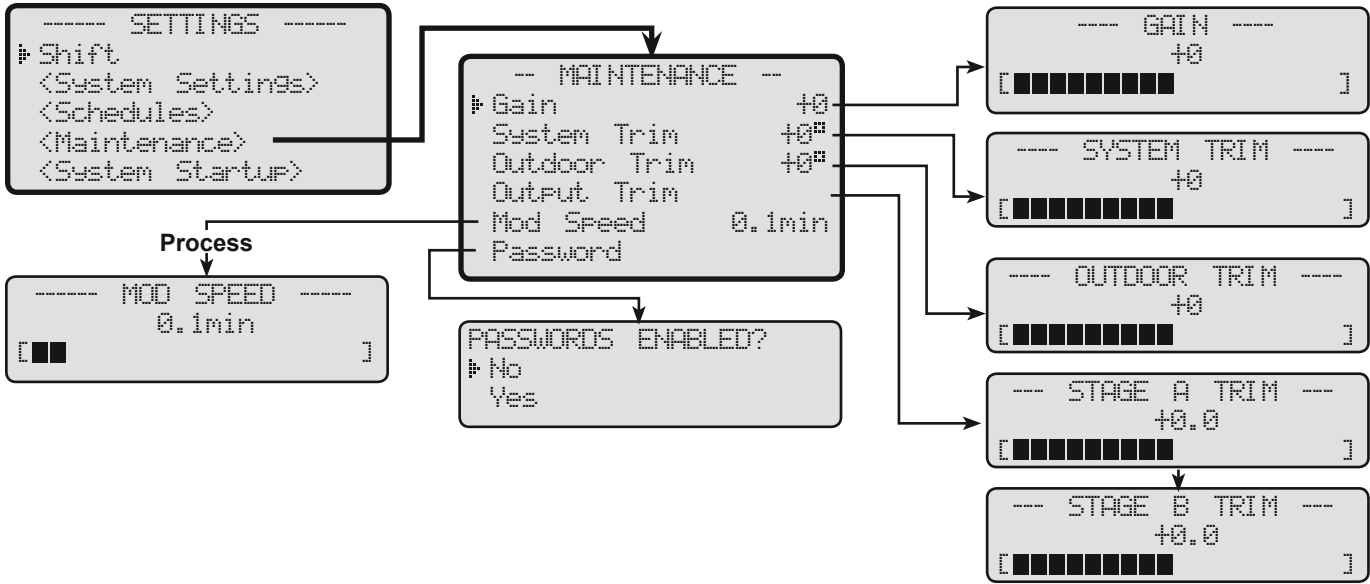 ------ SETTINGS ------
Shift
<System Settings>
<Schedules>
<Maintenance>
<System Startup>
-- MAINTENANCE --
Gain +0
System Trim +0
Outdoor Trim +0
Output Trim
Mod Speed 0.1min
Password
Process
------ MOD SPEED -----
0.1min
[ ]
PASSWORDS ENABLED?
No
Yes
---- GAIN ----
+0
[ ]
---- SYSTEM TRIM ----
+0
[ ]
---- OUTDOOR TRIM ----
+0
[ ]
--- STAGE A TRIM ---
+0.0
[ ]
--- STAGE B TRIM ---
+0.0
[ ]